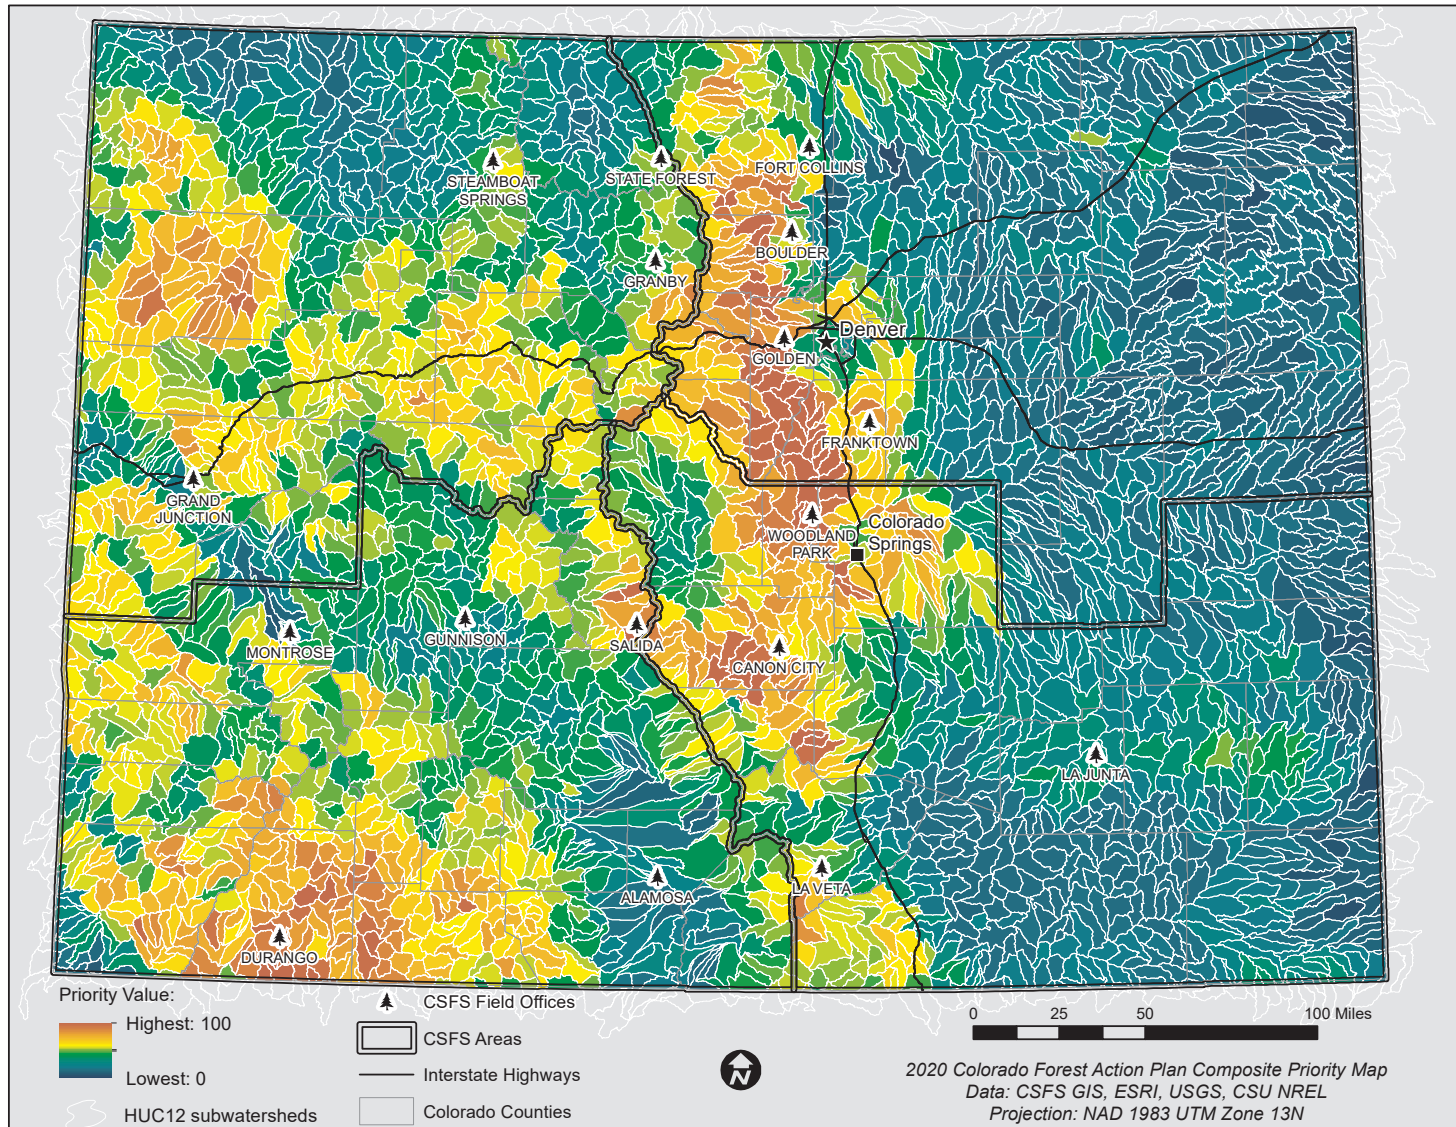 STEAMBOAT
SPRINGS
STATE FOREST
FORT COLLINS
BOULDER
GRANBY
Denver
GOLDEN
FRANKTOWN
GRAND
JUNCTION
WOODLAND
PARK
Colorado
Springs
MONTROSE
GUNNISON
SALIDA
CANON CITY
LA JUNTA
ALAMOSA
LA VETA
DURANGO
Priority Value:
Highest: 100
Lowest: 0
HUC12 subwatersheds
CSFS Field Offices
CSFS Areas
Interstate Highways
Colorado Counties
N
0 25 50 100 Miles
2020 Colorado Forest Action Plan Composite Priority Map
Data: CSFS GIS, ESRI, USGS, CSU NREL
Projection: NAD 1983 UTM Zone 13N